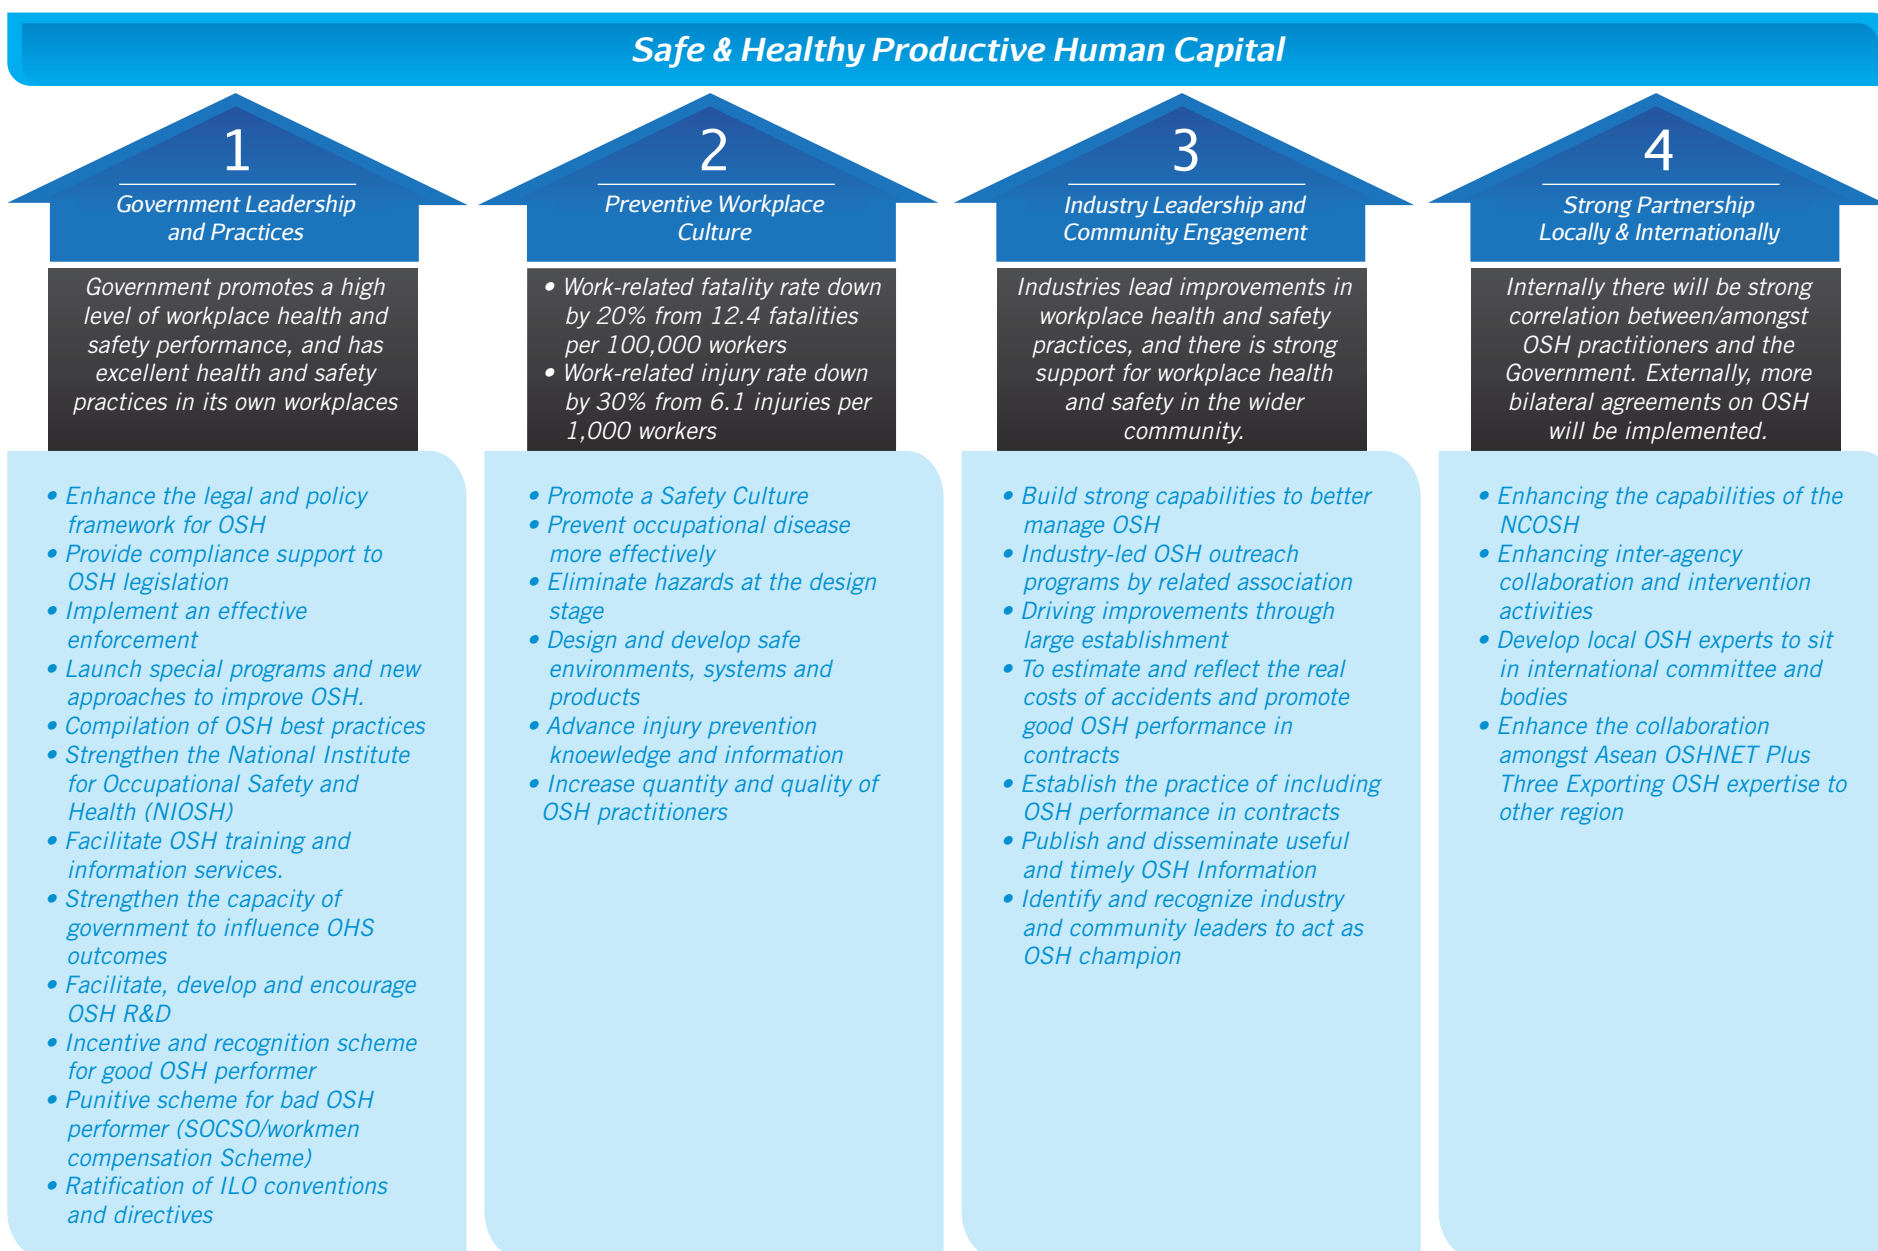 Safe & Healthy Productive Human Capital
1
Government Leadership
and Practices
Government promotes a high
level of workplace health and
safety performance, and has
excellent health and safety
practices in its own workplaces
• Enhance the legal and policy
framework for OSH
• Provide compliance support to
OSH legislation
• Implement an effective
enforcement
• Launch special programs and new
approaches to improve OSH.
• Compilation of OSH best practices
• Strengthen the National Institute
for Occupational Safety and
Health (NIOSH)
• Facilitate OSH training and
information services.
• Strengthen the capacity of
government to influence OHS
outcomes
• Facilitate, develop and encourage
OSH R&D
• Incentive and recognition scheme
for good OSH performer
• Punitive scheme for bad OSH
performer (SOCSO/workmen
compensation Scheme)
• Ratification of ILO conventions
and directives
2
Preventive Workplace
Culture
• Work-related fatality rate down
by 20% from 12.4 fatalities
per 100,000 workers
• Work-related injury rate down
by 30% from 6.1 injuries per
1,000 workers
• Promote a Safety Culture
• Prevent occupational disease
more effectively
• Eliminate hazards at the design
stage
• Design and develop safe
environments, systems and
products
• Advance injury prevention
knoewledge and information
• Increase quantity and quality of
OSH practitioners
3
Industry Leadership and
Community Engagement
Industries lead improvements in
workplace health and safety
practices, and there is strong
support for workplace health
and safety in the wider
community.
• Build strong capabilities to better
manage OSH
• Industry-led OSH outreach
programs by related association
• Driving improvements through
large establishment
• To estimate and reflect the real
costs of accidents and promote
good OSH performance in
contracts
• Establish the practice of including
OSH performance in contracts
• Publish and disseminate useful
and timely OSH Information
• Identify and recognize industry
and community leaders to act as
OSH champion
4
Strong Partnership
Locally & Internationally
Internally there will be strong
correlation between/amongst
OSH practitioners and the
Government. Externally, more
bilateral agreements on OSH
will be implemented.
• Enhancing the capabilities of the
NCOSH
• Enhancing inter-agency
collaboration and intervention
activities
• Develop local OSH experts to sit
in international committee and
bodies
• Enhance the collaboration
amongst Asean OSHNET Plus
Three Exporting OSH expertise to
other region